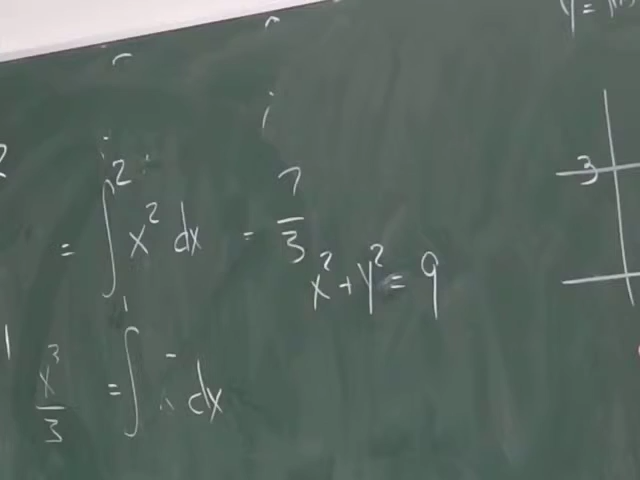 = ∫₁² x² dx = 7/3
x² + y² = 9
x³/3 = ∫ dx
3